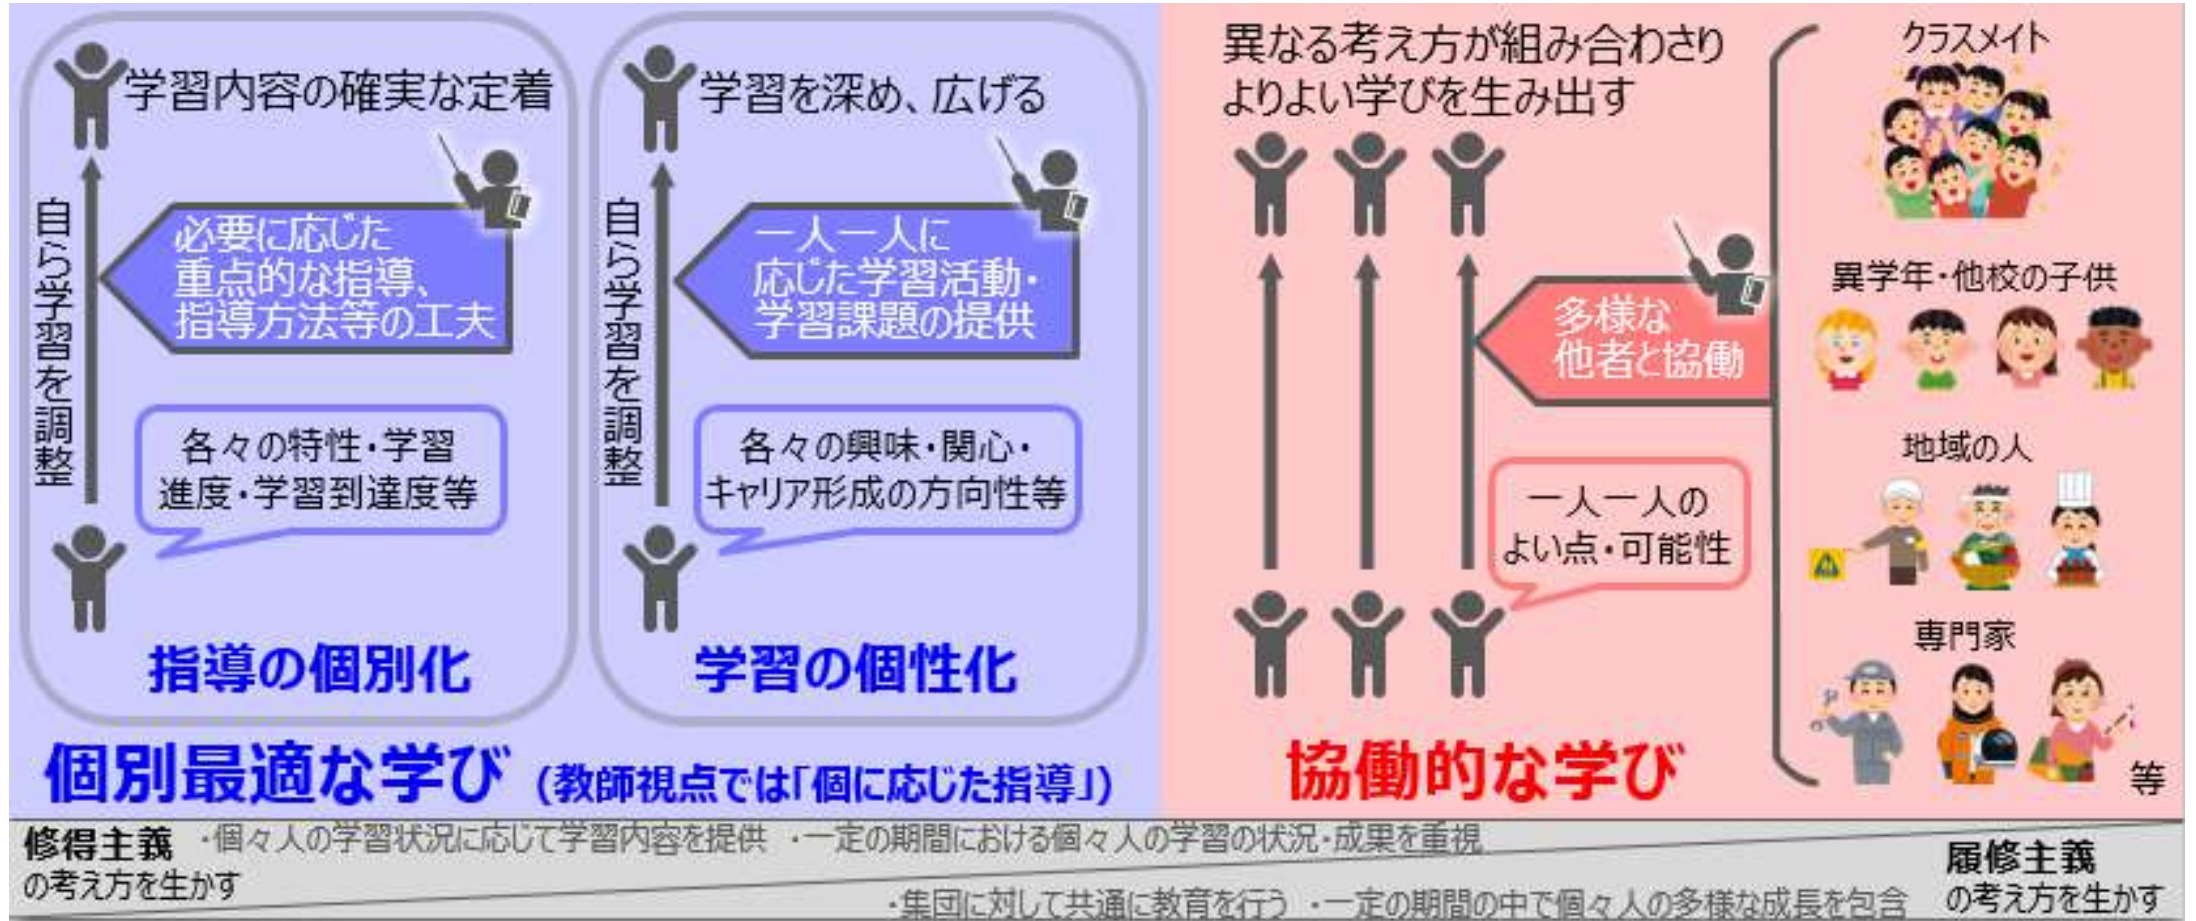 学習内容の確実な定着
自ら学習を調整
必要に応じた
重点的な指導、
指導方法等の工夫
各々の特性・学習
進度・学習到達度等
指導の個別化
学習を深め、広げる
自ら学習を調整
一人一人に
応じた学習活動・
学習課題の提供
各々の興味・関心・
キャリア形成の方向性等
学習の個性化
個別最適な学び (教師視点では「個に応じた指導」)
異なる考え方が組み合わさり
よりよい学びを生み出す
多様な
他者と協働
一人一人の
よい点・可能性
協働的な学び
クラスメイト
異学年・他校の子供
地域の人
専門家
等
修得主義
の考え方を生かす
・個々人の学習状況に応じて学習内容を提供 ・一定の期間における個々人の学習の状況・成果を重視
・集団に対して共通に教育を行う ・一定の期間の中で個々人の多様な成長を包含
履修主義
の考え方を生かす